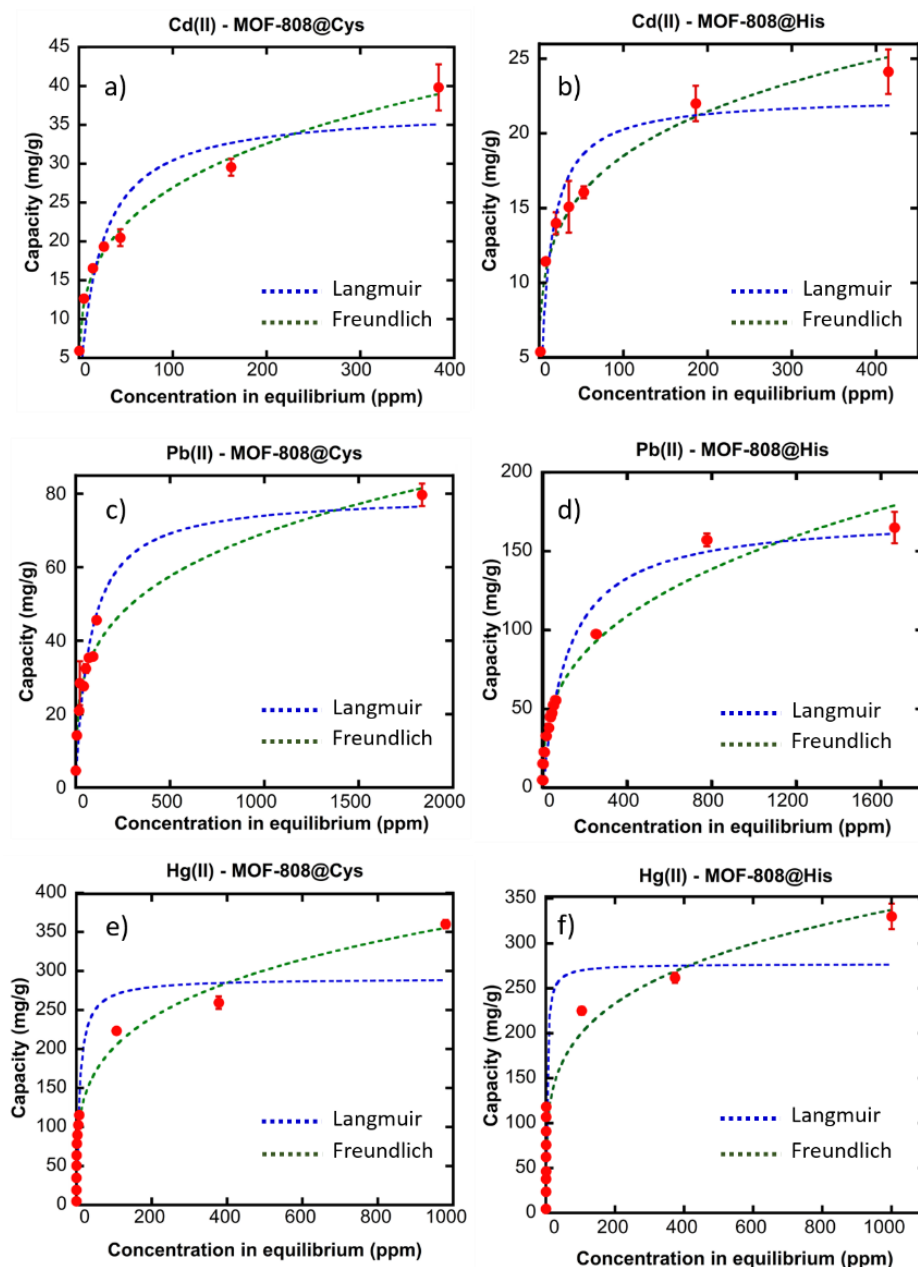 Cd(II) - MOF-808@Cys
a)
45
40
35
30
25
20
15
10
5
Capacity (mg/g)
Langmuir
Freundlich
0 100 200 300 400
Concentration in equilibrium (ppm)
Cd(II) - MOF-808@His
b)
25
20
15
10
5
Capacity (mg/g)
Langmuir
Freundlich
0 100 200 300 400
Concentration in equilibrium (ppm)
Pb(II) - MOF-808@Cys
c)
80
60
40
20
0
Capacity (mg/g)
Langmuir
Freundlich
0 500 1000 1500 2000
Concentration in equilibrium (ppm)
Pb(II) - MOF-808@His
d)
200
150
100
50
0
Capacity (mg/g)
Langmuir
Freundlich
0 400 800 1200 1600
Concentration in equilibrium (ppm)
Hg(II) - MOF-808@Cys
e)
400
350
300
250
200
150
100
50
0
Capacity (mg/g)
Langmuir
Freundlich
0 200 400 600 800 1000
Concentration in equilibrium (ppm)
Hg(II) - MOF-808@His
f)
350
300
250
200
150
100
50
0
Capacity (mg/g)
Langmuir
Freundlich
0 200 400 600 800 1000
Concentration in equilibrium (ppm)